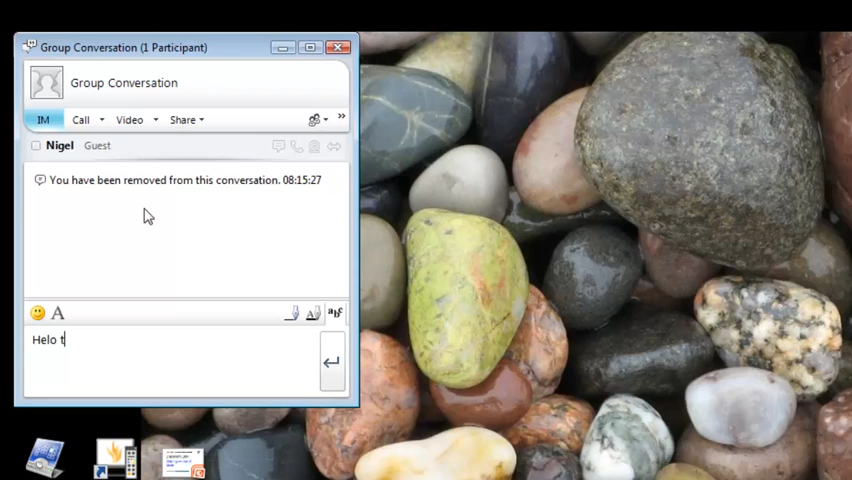 Group Conversation (1 Participant)
Group Conversation
IM Call Video Share »
Nigel Guest
You have been removed from this conversation. 08:15:27
A A abc
Helo t